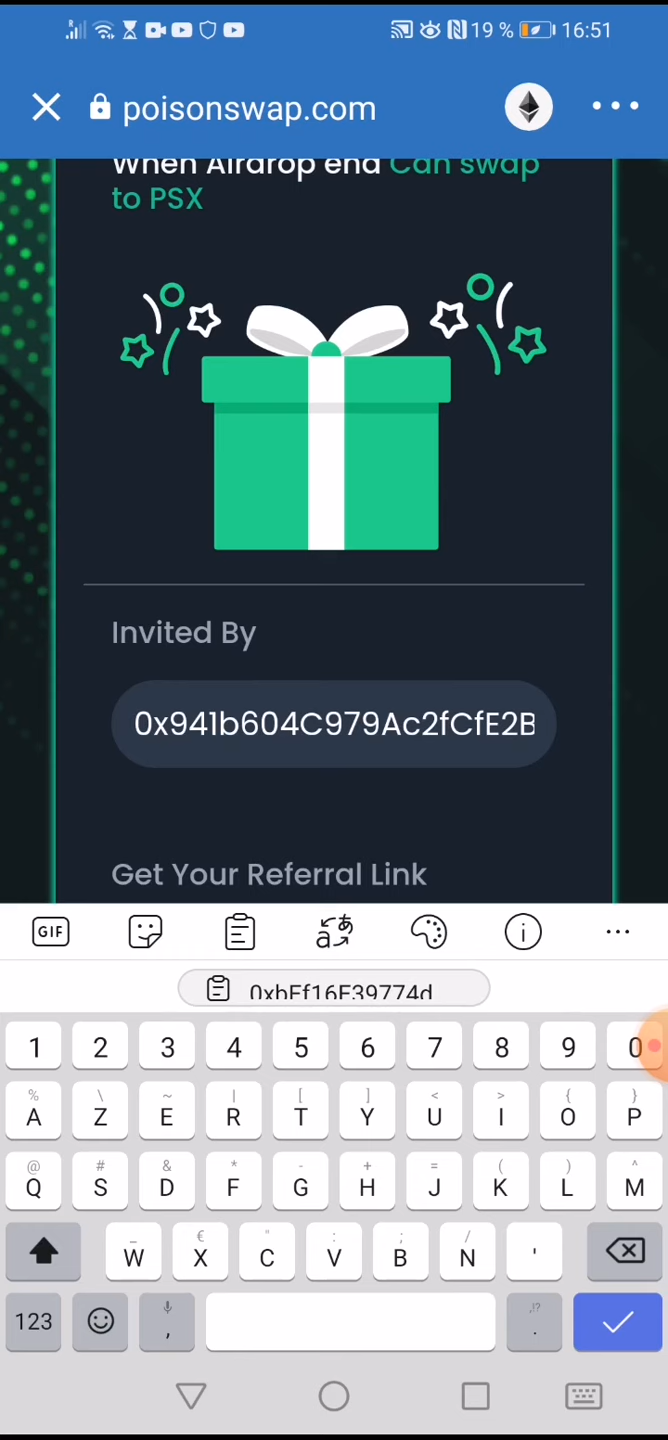 R 19 % 16:51
poisonswap.com
When Airdrop end Can swap
to PSX
Invited By
0x941b604C979Ac2fCfE2B
Get Your Referral Link
GIF
0xbEf16F39774d
1 2 3 4 5 6 7 8 9 0
% \ ~ | [ ] < > { }
A Z E R T Y U I O P
@ # & * - + = ( ) ^
Q S D F G H J K L M
_ € " : ; /
W X C V B N '
123 , ,!? .